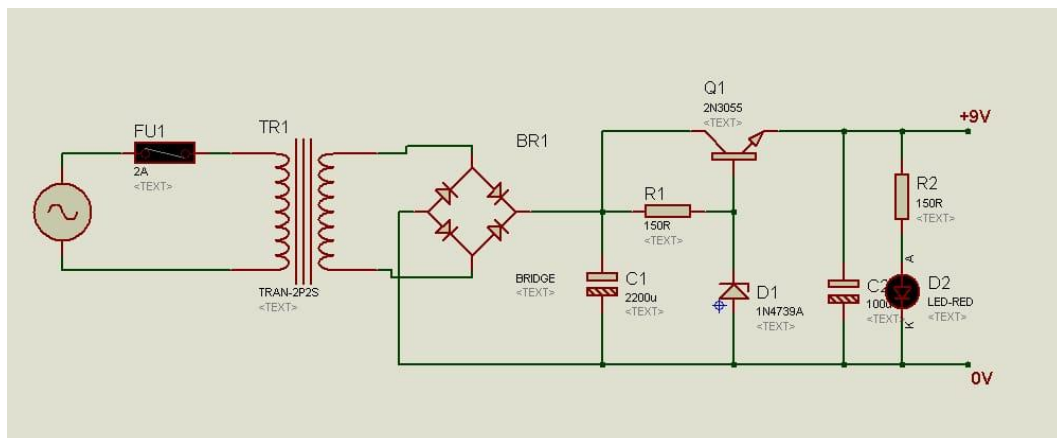 FU1
2A
<TEXT>
TR1
TRAN-2P2S
<TEXT>
BR1
BRIDGE
<TEXT>
C1
2200u
<TEXT>
R1
150R
<TEXT>
Q1
2N3055
<TEXT>
D1
1N4739A
<TEXT>
<TEXT>
R2
150R
<TEXT>
A
D2
LED-RED
<TEXT>
K
+9V
0V